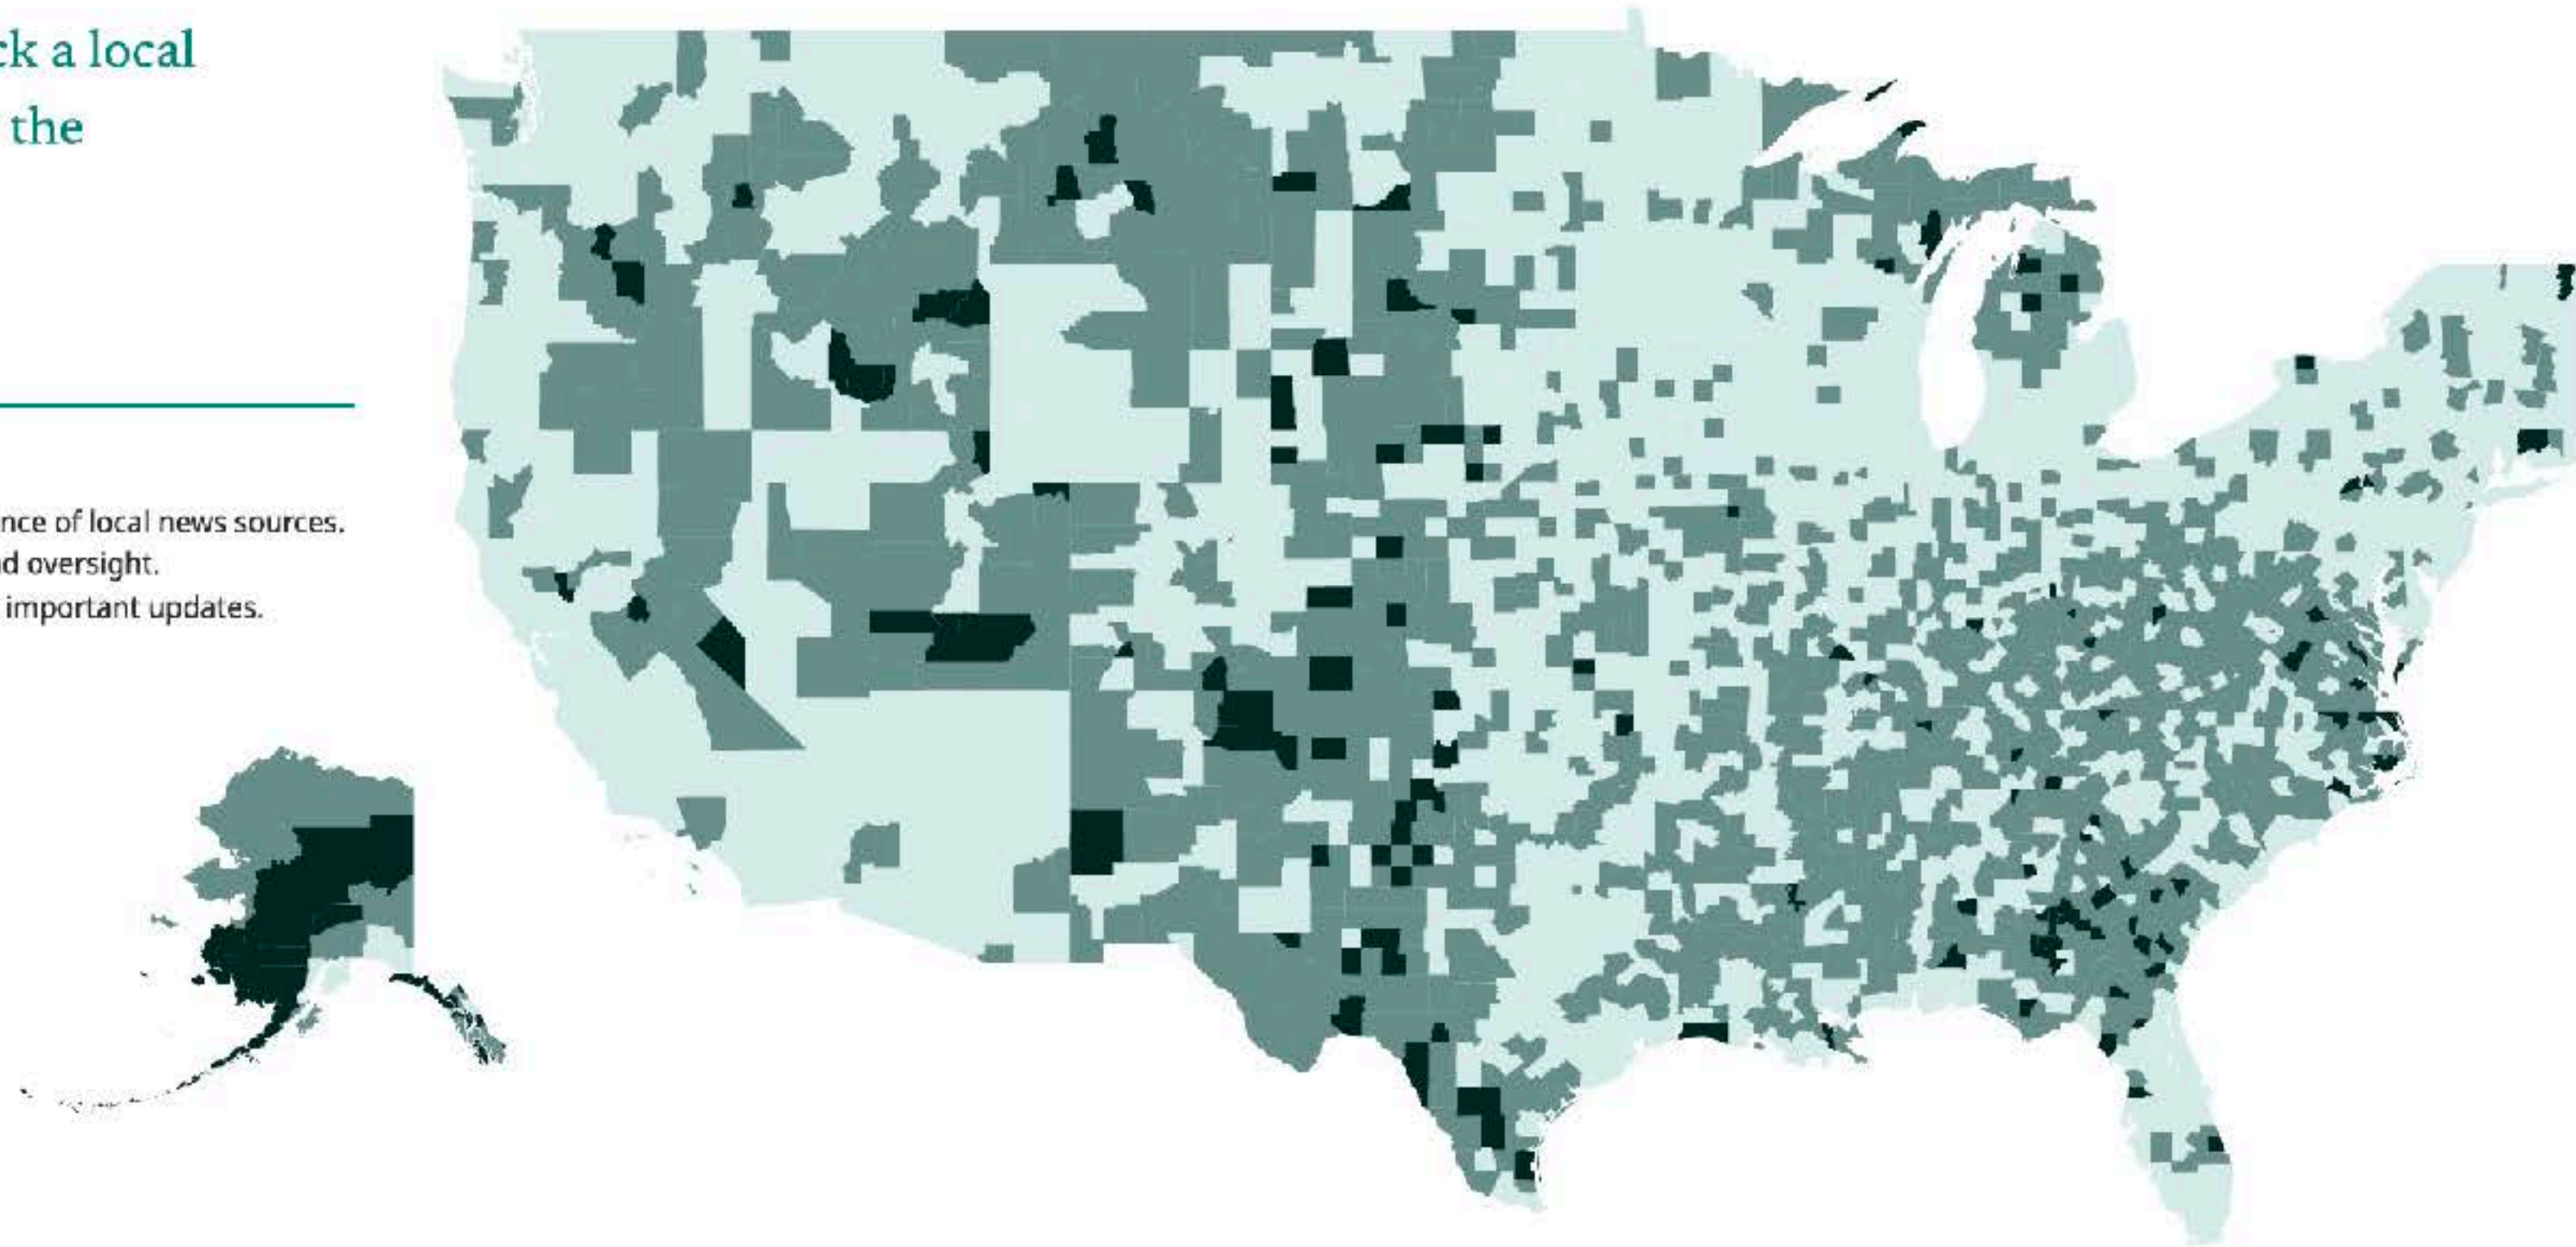 ck a local
the
nce of local news sources.
d oversight.
important updates.